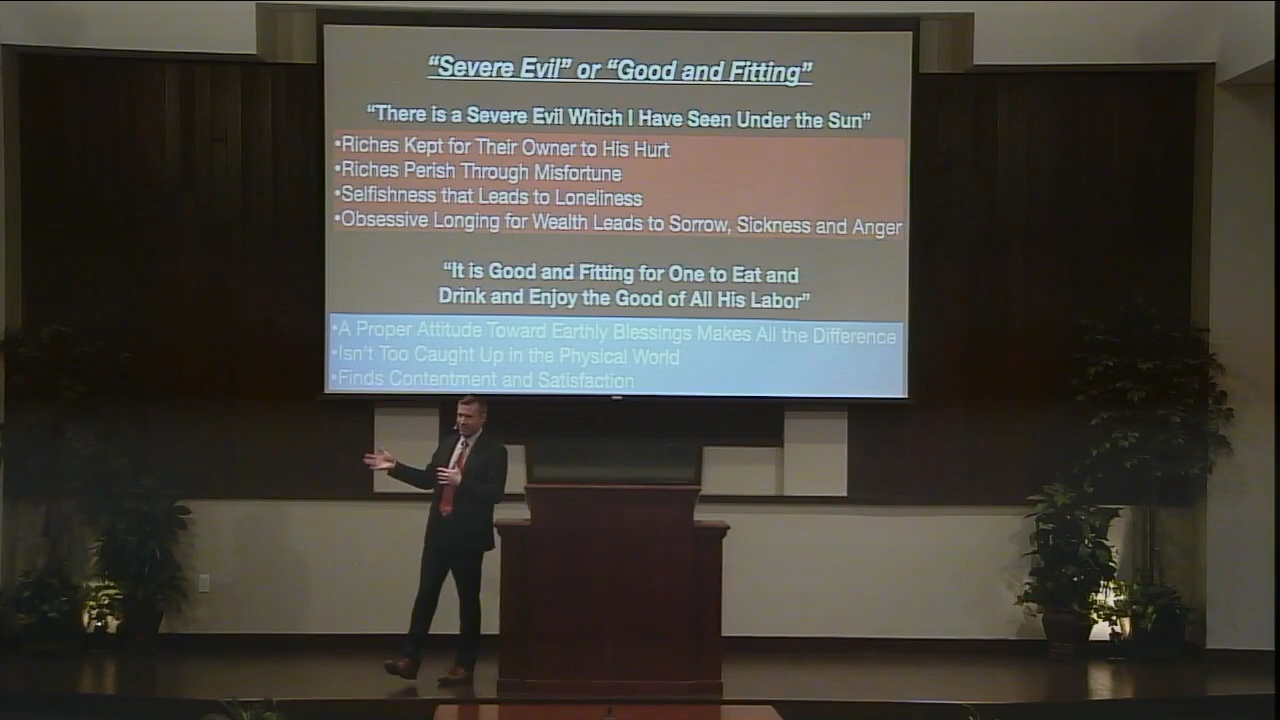 “Severe Evil” or “Good and Fitting”
“There is a Severe Evil Which I Have Seen Under the Sun”
•Riches Kept for Their Owner to His Hurt
•Riches Perish Through Misfortune
•Selfishness that Leads to Loneliness
•Obsessive Longing for Wealth Leads to Sorrow, Sickness and Anger
“It is Good and Fitting for One to Eat and
Drink and Enjoy the Good of All His Labor”
•A Proper Attitude Toward Earthly Blessings Makes All the Difference
•Isn't Too Caught Up in the Physical World
•Finds Contentment and Satisfaction